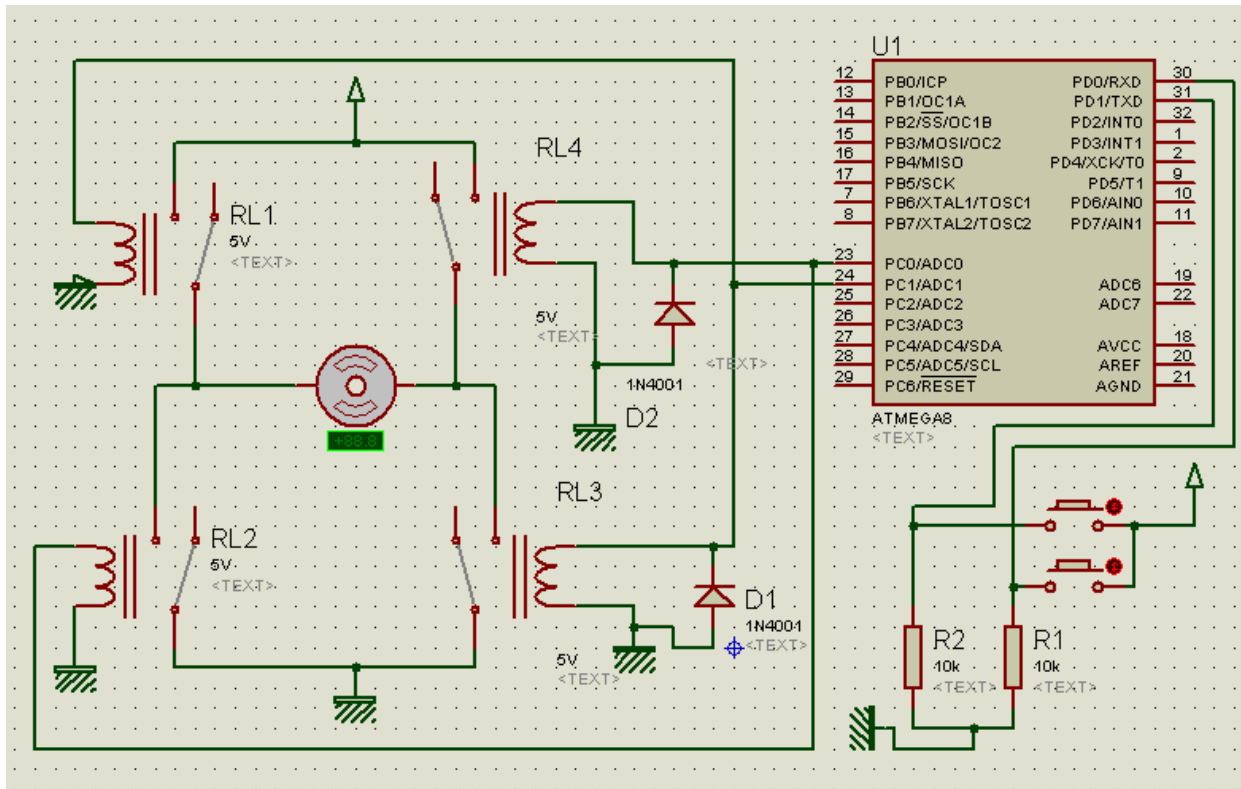 U1
12 PB0/ICP PD0/RXD 30
13 PB1/OC1A PD1/TXD 31
14 PB2/SS/OC1B PD2/INT0 32
15 PB3/MOSI/OC2 PD3/INT1 1
16 PB4/MISO PD4/XCK/T0 2
17 PB5/SCK PD5/T1 9
7 PB6/XTAL1/TOSC1 PD6/AIN0 10
8 PB7/XTAL2/TOSC2 PD7/AIN1 11
23 PC0/ADC0
24 PC1/ADC1 ADC6 19
25 PC2/ADC2 ADC7 22
26 PC3/ADC3
27 PC4/ADC4/SDA AVCC 18
28 PC5/ADC5/SCL AREF 20
29 PC6/RESET AGND 21
ATMEGA8
<TEXT>
RL4
5V
<TEXT>
RL1
5V
<TEXT>
<TEXT>
1N4001
D2
+88.8
RL3
5V
<TEXT>
RL2
5V
<TEXT>
D1
1N4001
<TEXT>
R2
10k
<TEXT>
R1
10k
<TEXT>